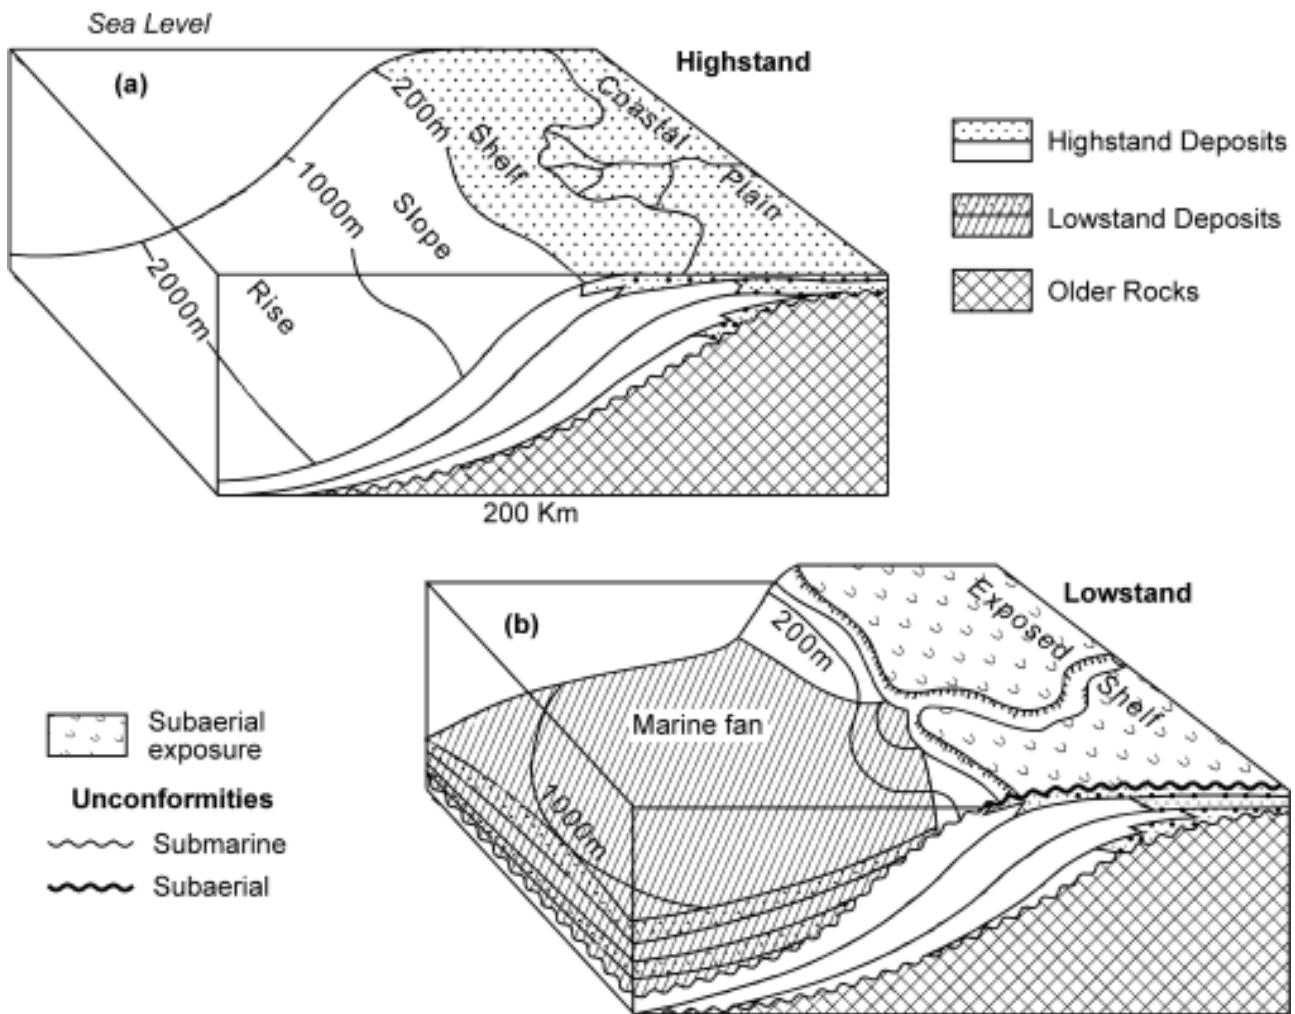 Sea Level
(a)
Highstand
200m
Coastal
Shelf
Plain
1000m
Slope
2000m
Rise
200 Km
Highstand Deposits
Lowstand Deposits
Older Rocks
(b)
Lowstand
Exposed
Shelf
200m
Marine fan
1000m
Subaerial
exposure
Unconformities
Submarine
Subaerial